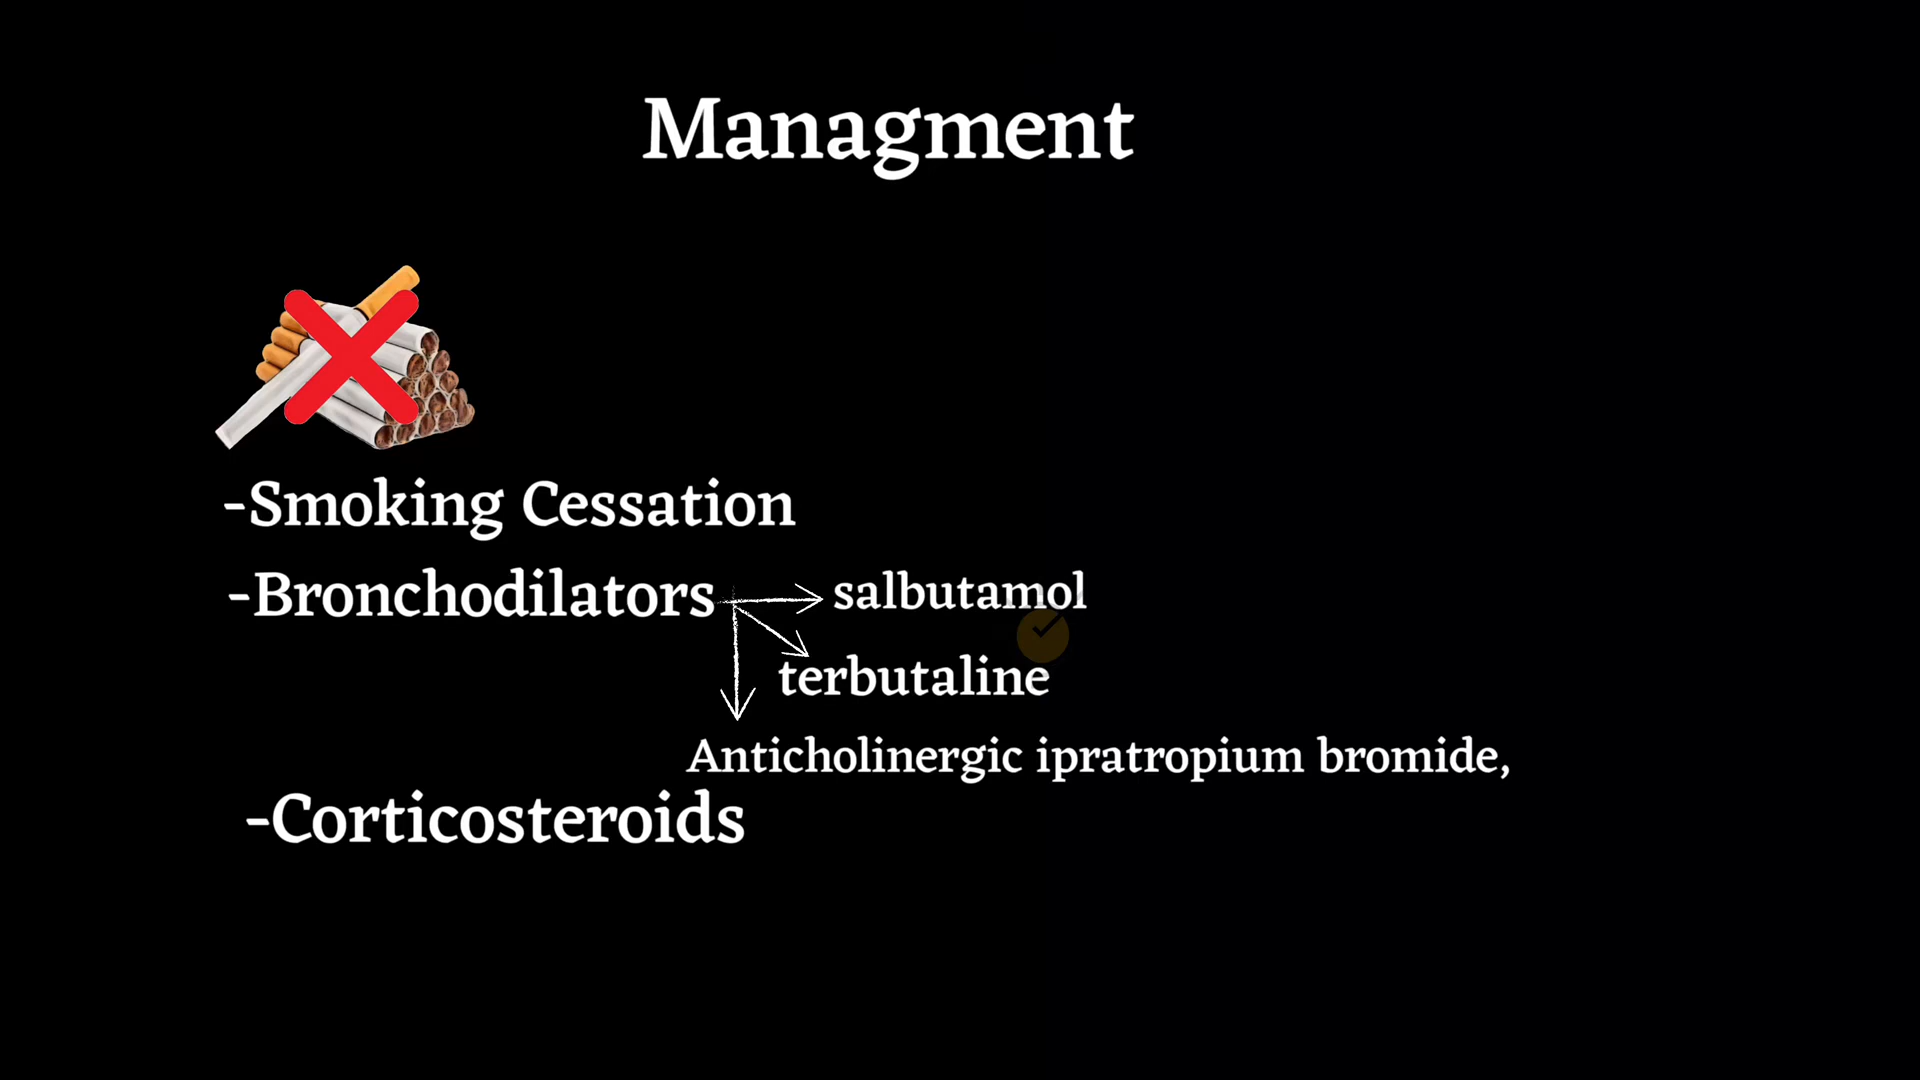 Managment
-Smoking Cessation
-Bronchodilators
salbutamol
terbutaline
Anticholinergic ipratropium bromide,
-Corticosteroids